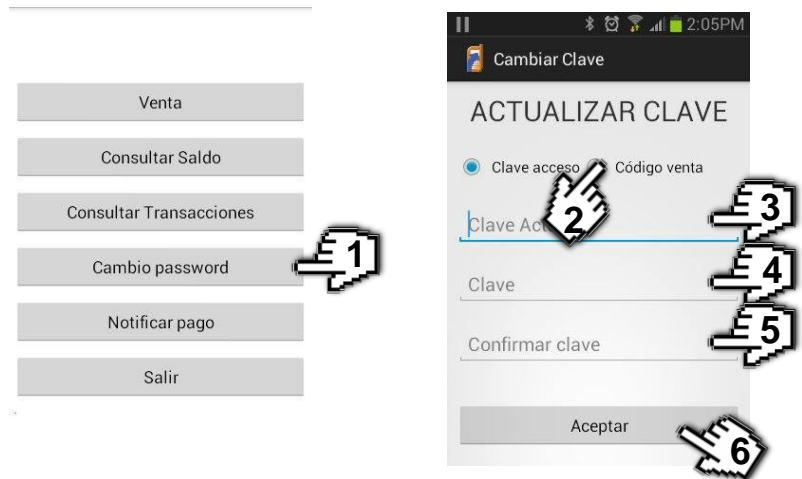 Venta
Consultar Saldo
Consultar Transacciones
Cambio password
1
Notificar pago
Salir
2:05PM
Cambiar Clave
ACTUALIZAR CLAVE
Clave acceso Código venta
2
Clave
3
Clave
4
Confirmar clave
5
Aceptar
6